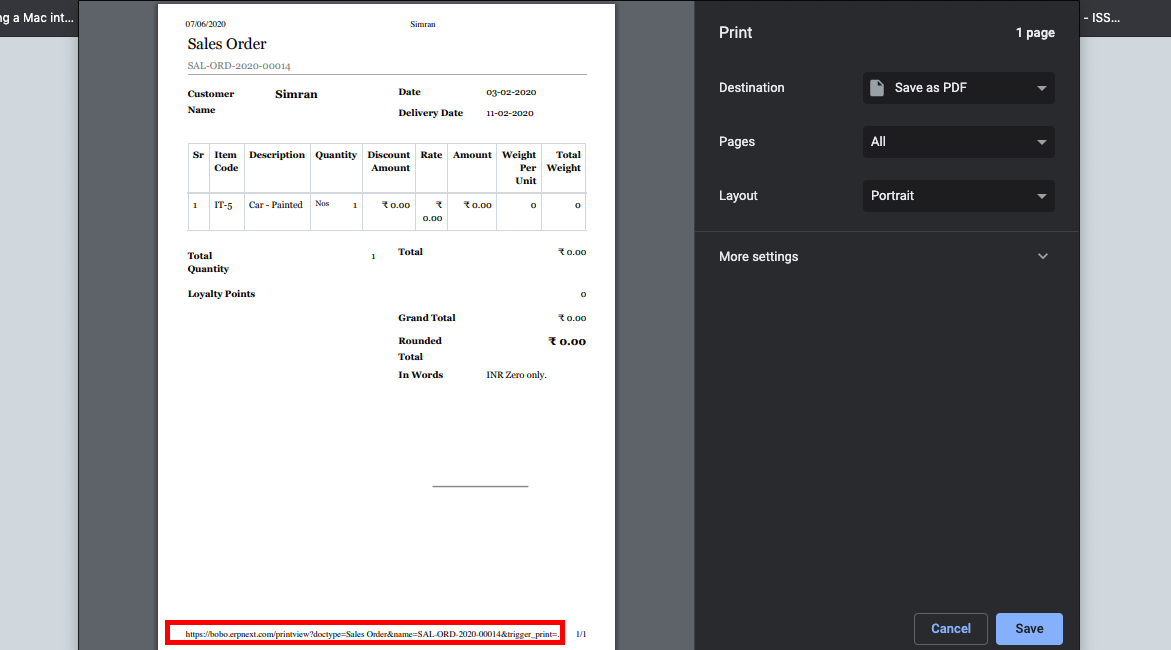 ng a Mac int...
- ISS...
07/06/2020 Simran
Sales Order
SAL-ORD-2020-00014
Customer Name Simran
Date 03-02-2020
Delivery Date 11-02-2020
Sr Item Code Description Quantity Discount Amount Rate Amount Weight Per Unit Total Weight
1 IT-5 Car - Painted Nos 1 ₹ 0.00 ₹ 0.00 ₹ 0.00 0 0
Total Quantity 1
Total ₹ 0.00
Loyalty Points 0
Grand Total ₹ 0.00
Rounded Total ₹ 0.00
In Words INR Zero only.
https://bobo.erpnext.com/printview?doctype=Sales Order&name=SAL-ORD-2020-00014&trigger_print=... 1/1
Print 1 page
Destination Save as PDF
Pages All
Layout Portrait
More settings
Cancel Save